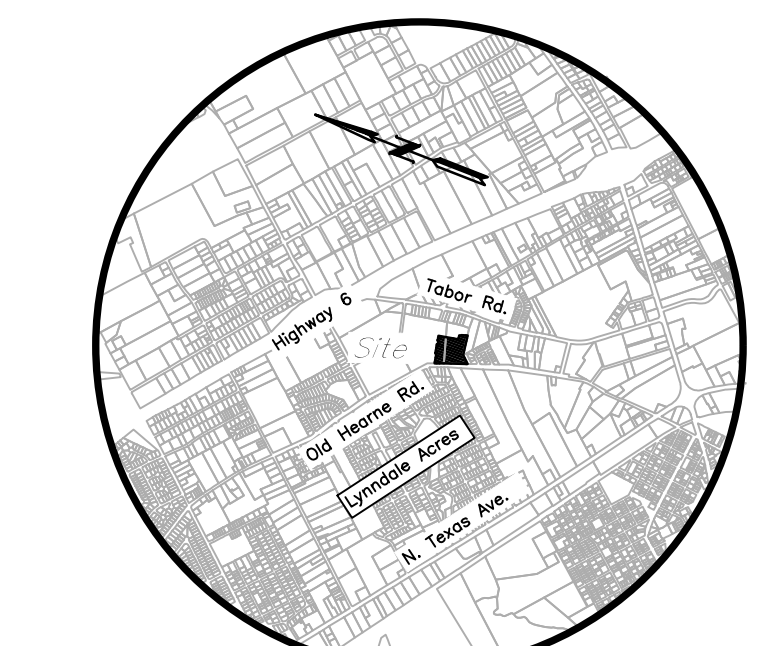 Tabor Rd.
Highway 6
Site
Old Hearne Rd.
Lynndale Acres
N. Texas Ave.